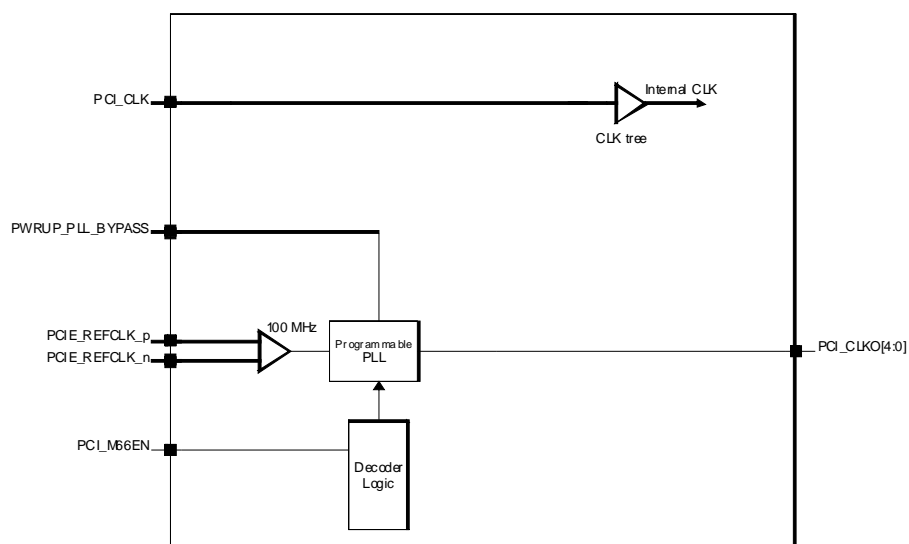 PCI_CLK
Internal CLK
CLK tree
PWRUP_PLL_BYPASS
PCIE_REFCLK_p
100 MHz
PCIE_REFCLK_n
Programmable
PLL
PCI_CLKO[4:0]
PCI_M66EN
Decoder
Logic